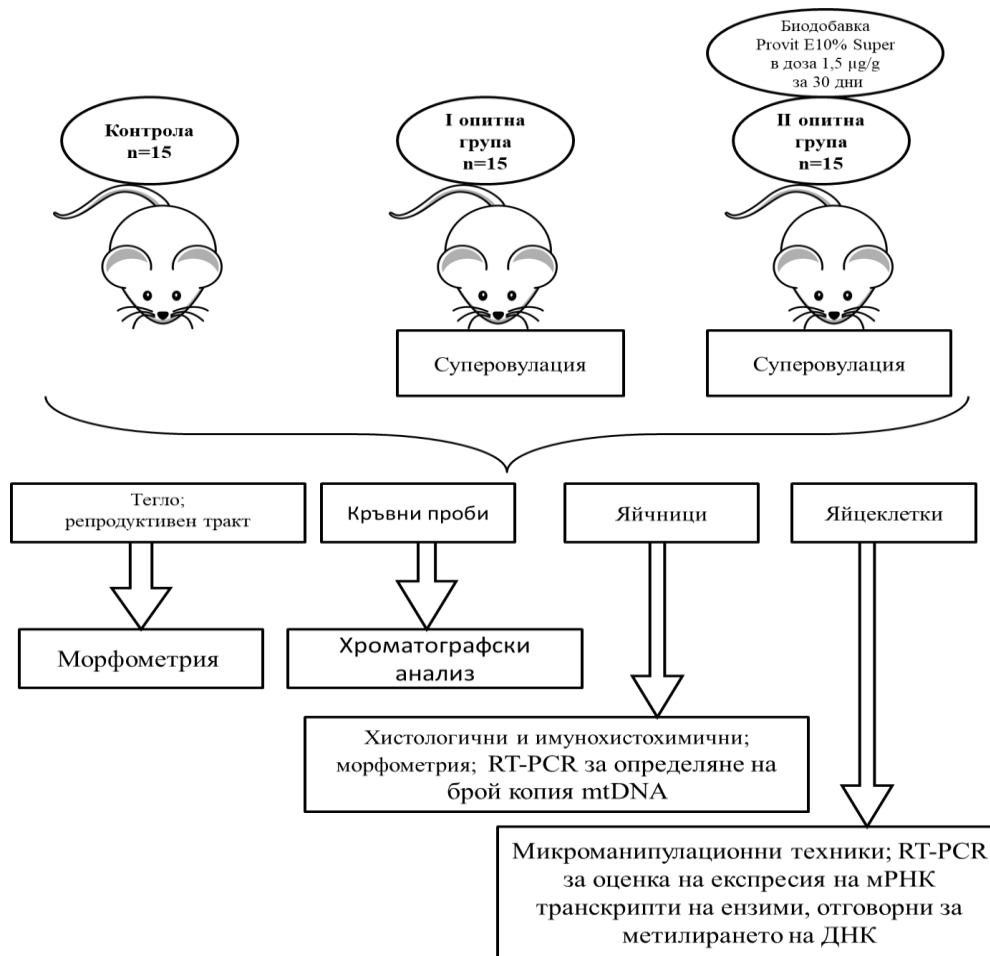 Биодобавка
Provit E10% Super
в доза 1,5 µg/g
за 30 дни
Контрола
n=15
I опитна
група
n=15
II опитна
група
n=15
Суперовулация
Суперовулация
Тегло;
репродуктивен тракт
Кръвни проби
Яйчници
Яйцеклетки
Морфометрия
Хроматографски
анализ
Хистологични и имунохистохимични;
морфометрия; RT-PCR за определяне на
брой копия mtDNA
Микроманипулационни техники; RT-PCR
за оценка на експресия на мРНК
транскрипти на ензими, отговорни за
метилирането на ДНК